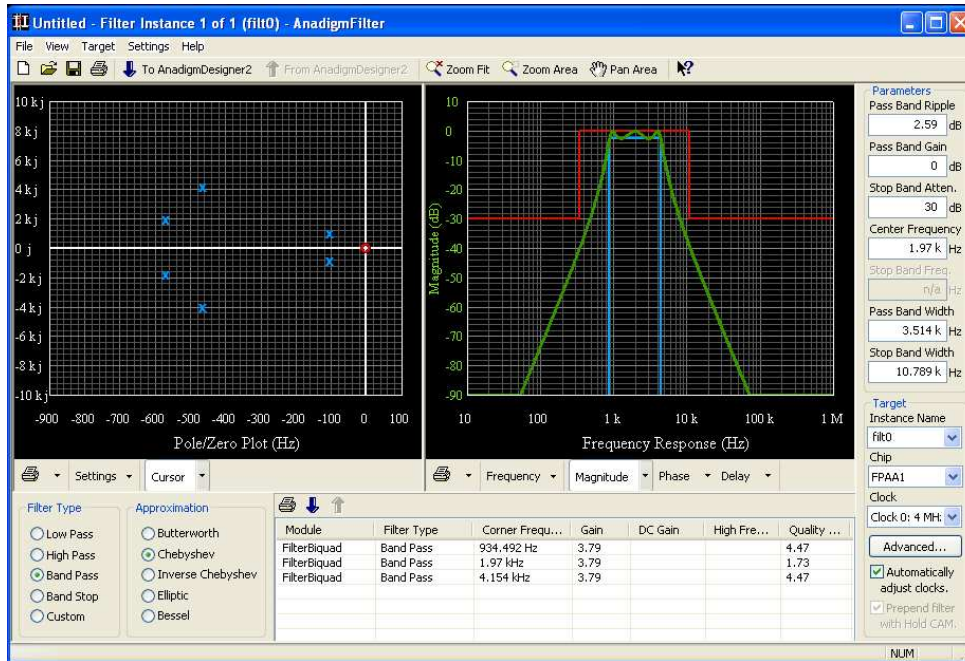 Untitled - Filter Instance 1 of 1 (filt0) - AnadigmFilter
File View Target Settings Help
To AnadigmDesigner2 From AnadigmDesigner2 Zoom Fit Zoom Area Pan Area
10 kj
8 kj
6 kj
4 kj
2 kj
0 j
-2 kj
-4 kj
-6 kj
-8 kj
-10 kj
-900 -800 -700 -600 -500 -400 -300 -200 -100 0 100
Pole/Zero Plot (Hz)
Magnitude (dB)
10
0
-10
-20
-30
-40
-50
-60
-70
-80
-90
10 100 1 k 10 k 100 k 1 M
Frequency Response (Hz)
Settings Cursor
Frequency Magnitude Phase Delay
Parameters
Pass Band Ripple
2.59 dB
Pass Band Gain
0 dB
Stop Band Atten.
30 dB
Center Frequency
1.97 k Hz
Stop Band Freq.
n/a Hz
Pass Band Width
3.514 k Hz
Stop Band Width
10.789 k Hz
Target
Instance Name
filt0
Chip
FPAA1
Clock
Clock 0: 4 MH
Advanced...
Automatically
adjust clocks.
Prepend filter
with Hold CAM.
Filter Type
Low Pass
High Pass
Band Pass
Band Stop
Custom
Approximation
Butterworth
Chebyshev
Inverse Chebyshev
Elliptic
Bessel
Module Filter Type Corner Frequ... Gain DC Gain High Fre... Quality ...
FilterBiquad Band Pass 934.492 Hz 3.79 4.47
FilterBiquad Band Pass 1.97 kHz 3.79 1.73
FilterBiquad Band Pass 4.154 kHz 3.79 4.47
NUM